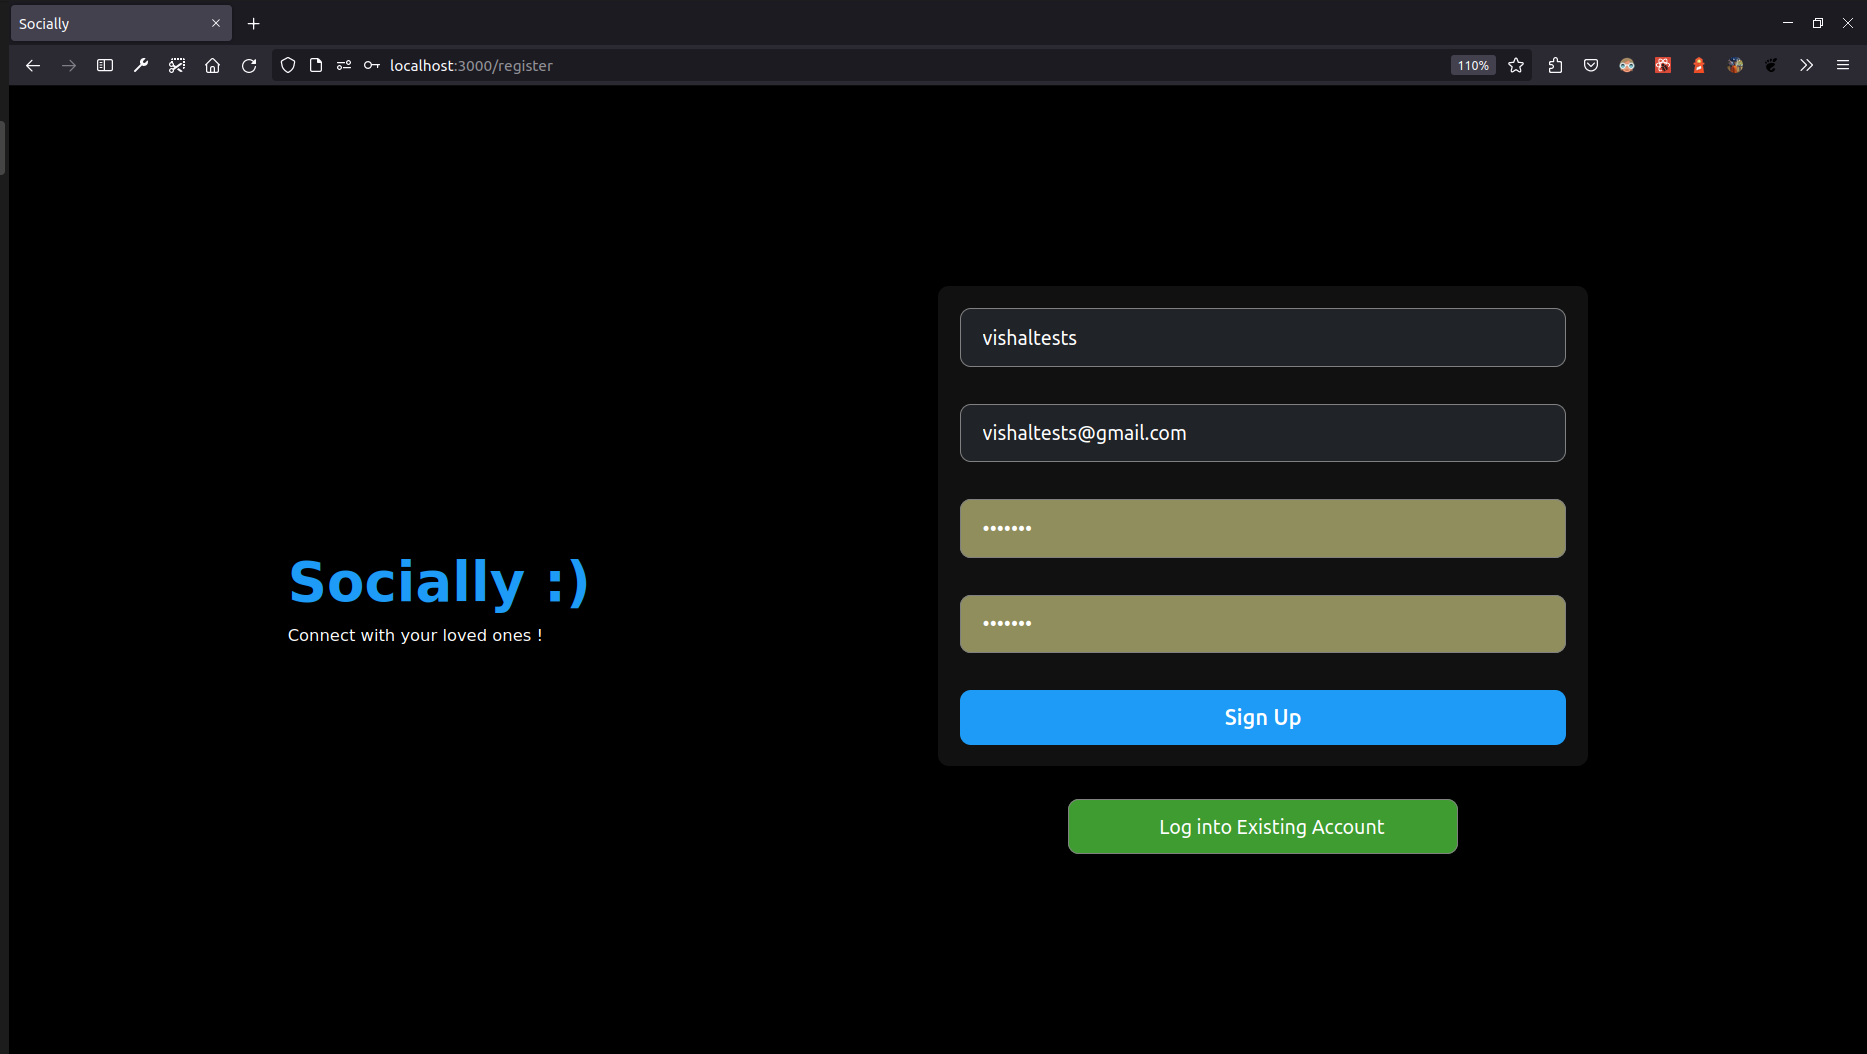 Socially
localhost:3000/register
110%
vishaltests
vishaltests@gmail.com
•••••••
•••••••
Socially :)
Connect with your loved ones !
Sign Up
Log into Existing Account